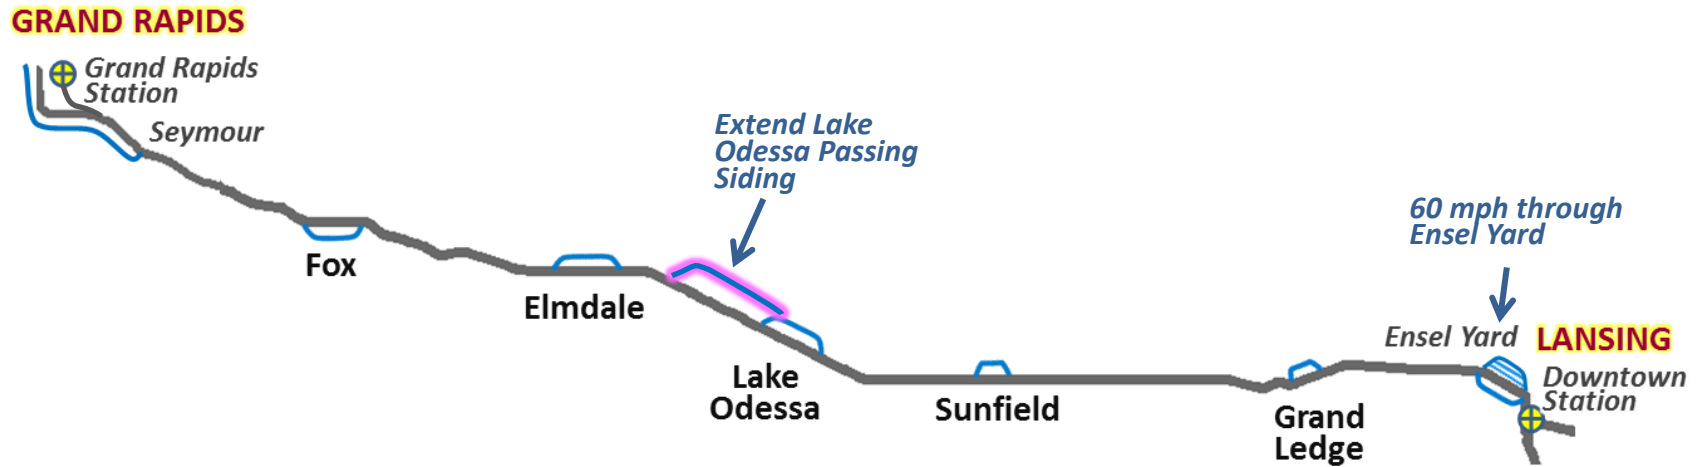 GRAND RAPIDS
Grand Rapids
Station
Seymour
Fox
Elmdale
Extend Lake
Odessa Passing
Siding
Lake
Odessa
Sunfield
Grand
Ledge
60 mph through
Ensel Yard
Ensel Yard
LANSING
Downtown
Station